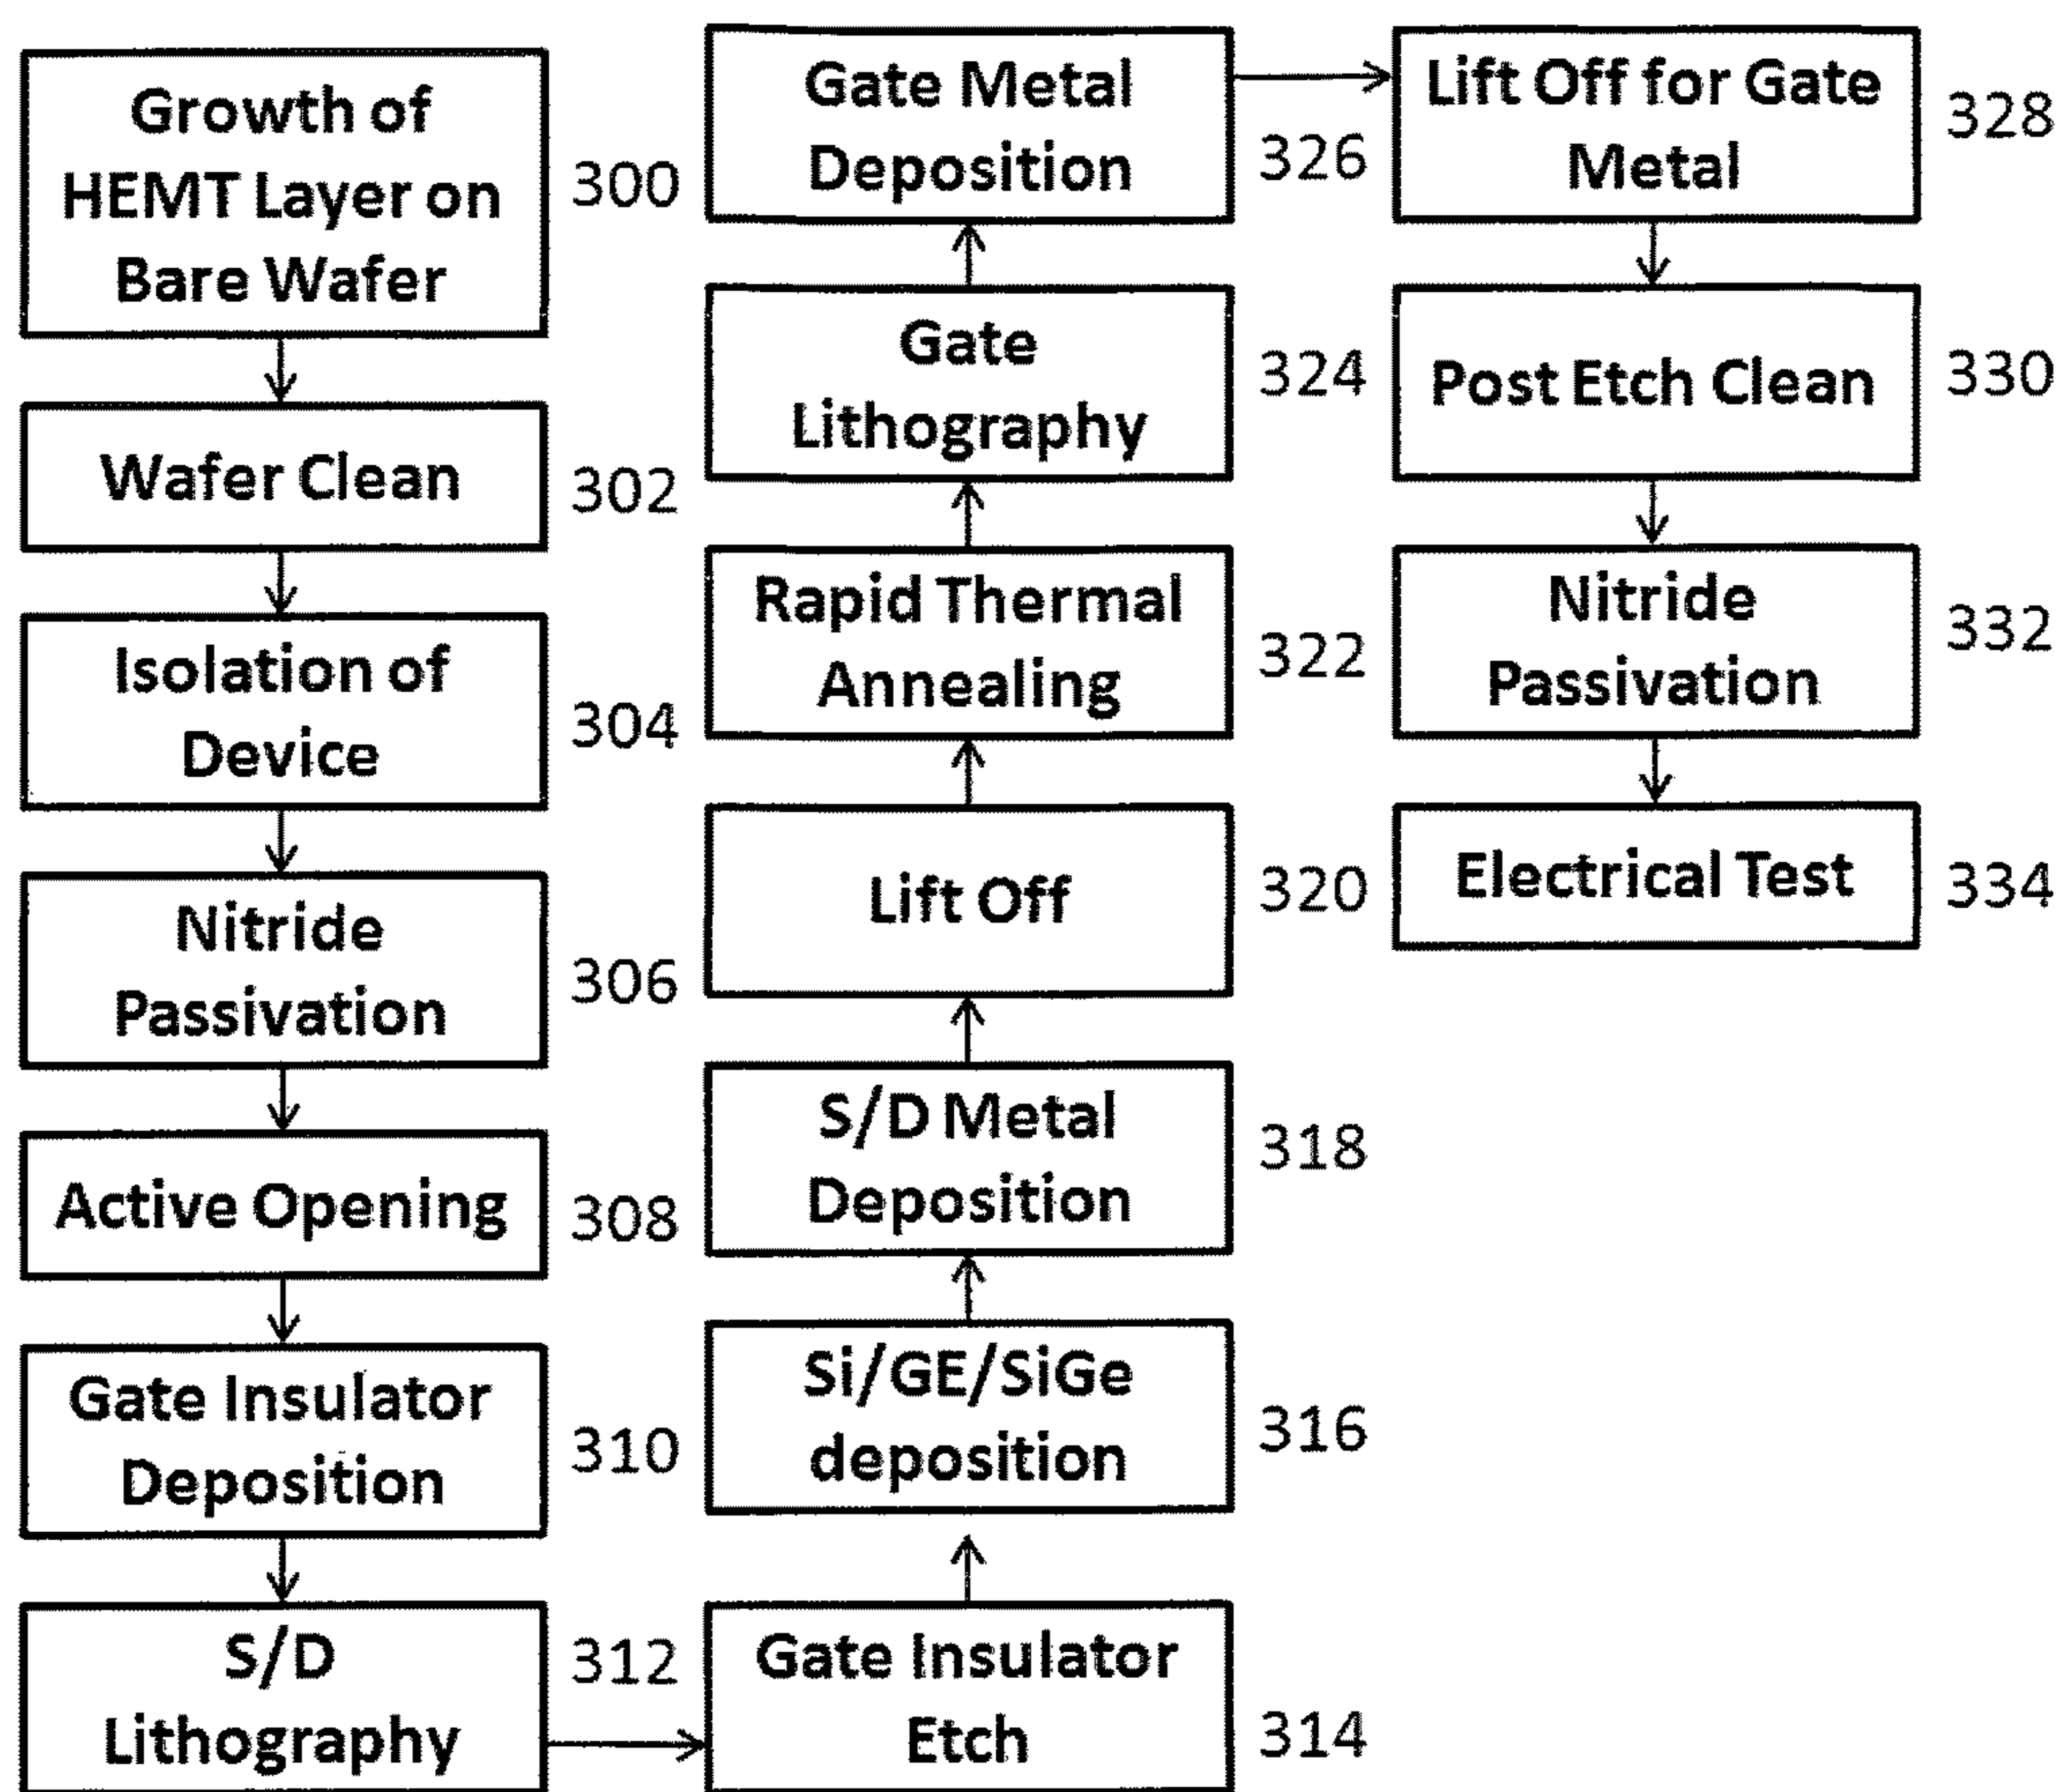 Growth of
HEMT Layer on
Bare Wafer
300
Wafer Clean
302
Isolation of
Device
304
Nitride
Passivation
306
Active Opening
308
Gate Insulator
Deposition
310
S/D
Lithography
312
Gate Insulator
Etch
314
Si/GE/SiGe
deposition
316
S/D Metal
Deposition
318
Lift Off
320
Rapid Thermal
Annealing
322
Gate
Lithography
324
Gate Metal
Deposition
326
Lift Off for Gate
Metal
328
Post Etch Clean
330
Nitride
Passivation
332
Electrical Test
334